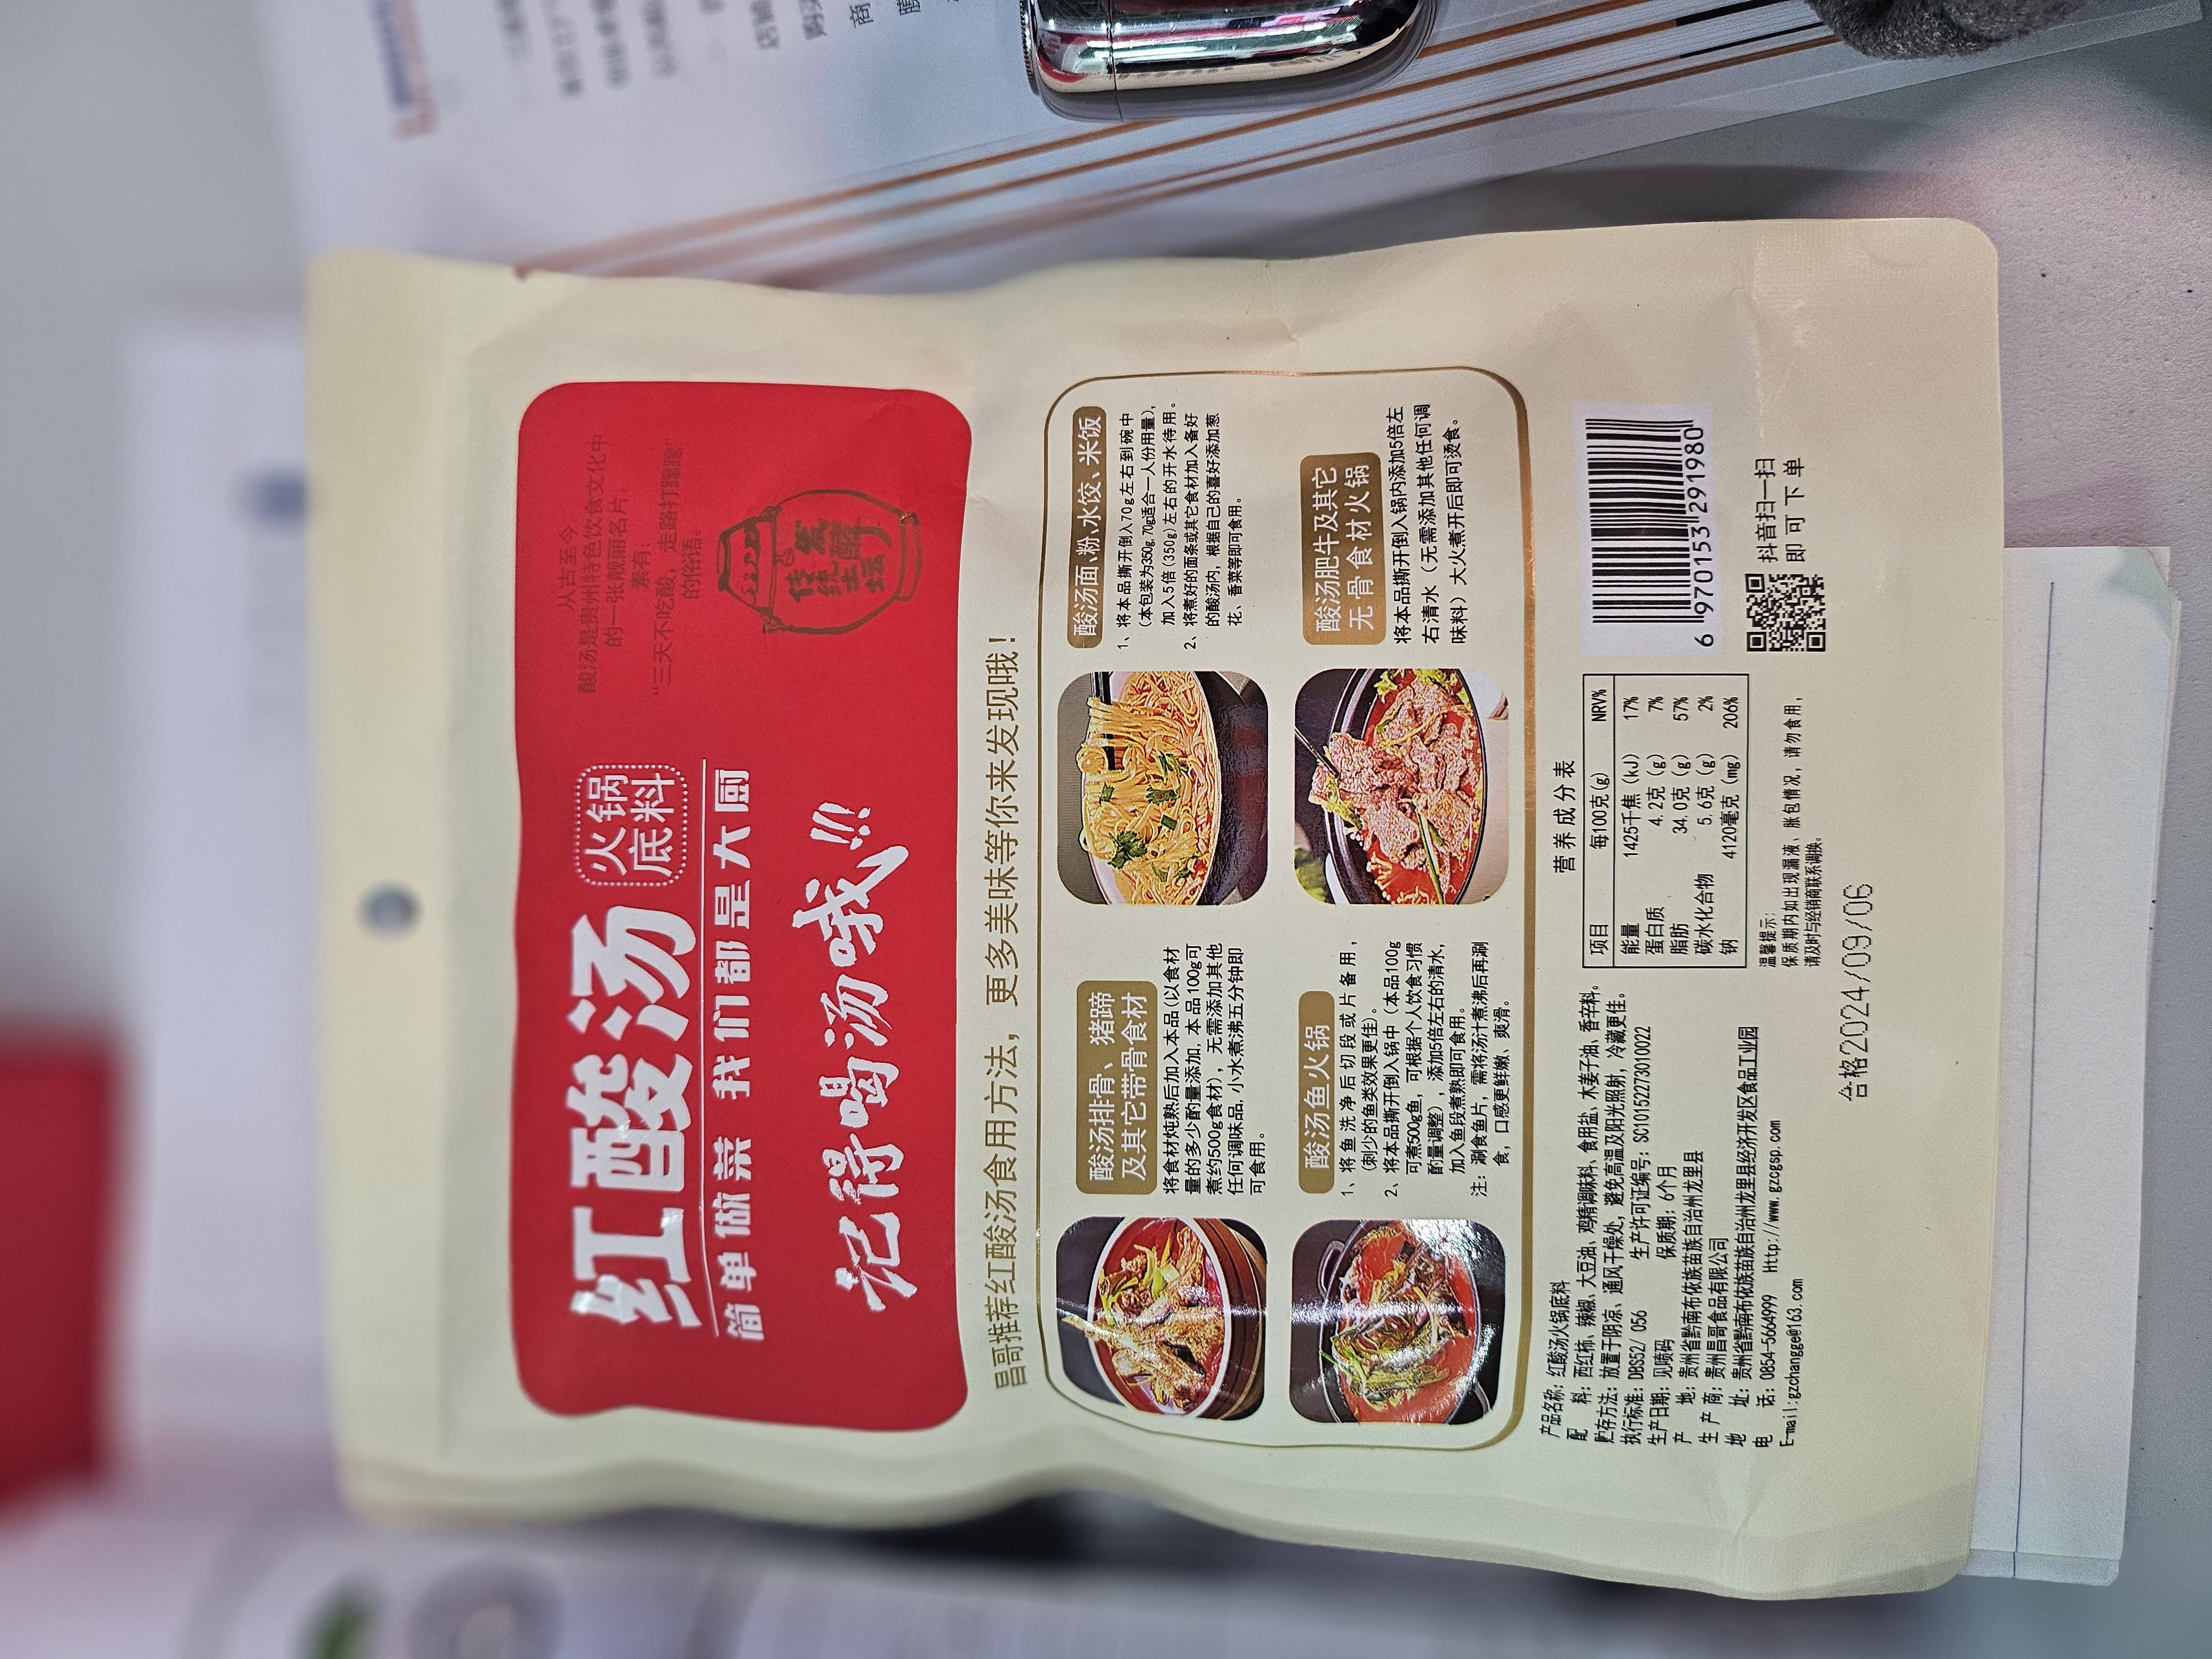 红酸汤
火锅
底料
简单做菜 我们都是大厨
记得喝汤哦!!!
从古至今，
酸汤是贵州特色饮食文化中
的一张靓丽名片，
素有：
“三天不吃酸，走路打蹿蹿”
的俗语。
传统发酵
土坛
昌哥推荐红酸汤食用方法，更多美味等你来发现哦！
酸汤排骨、猪蹄
及其它带骨食材
将食材炖熟后加入本品（以食材
量的多少酌量添加，本品100g可
煮约500g食材），无需添加其他
任何调味品，小水煮沸五分钟即
可食用。
酸汤面、粉、水饺、米饭
1、将本品撕开倒入70g左右到碗中
（本包装为350g,70g适合一人份用量），
加入5倍(350g)左右的开水待用。
2、将煮好的面条或其它食材加入备好
的酸汤内，根据自己的喜好添加葱
花、香菜等即可食用。
酸汤鱼火锅
1、将鱼洗净后切段或片备用，
（刺少的鱼类效果更佳）。
2、将本品撕开倒入锅中（本品100g
可煮500g鱼，可根据个人饮食习惯
酌量调整），添加5倍左右的清水，
加入鱼段煮熟即可食用。
注：涮食鱼片，需将汤汁煮沸后再涮
食，口感更鲜嫩、爽滑。
酸汤肥牛及其它
无骨食材火锅
将本品撕开倒入锅内添加5倍左
右清水（无需添加其他任何调
味料）大火煮开后即可烫食。
产品名称：红酸汤火锅底料
配 料：西红柿、辣椒、大豆油、鸡精调味料、食用盐、木姜子油、香辛料。
贮存方法：放置于阴凉、通风干燥处，避免高温及阳光照射，冷藏更佳。
执行标准：DBS52/ 056 生产许可证编号：SC10152273010022
生产日期：见喷码 保质期：6个月
产 地：贵州省黔南布依族苗族自治州龙里县
生 产 商：贵州昌哥食品有限公司
地 址：贵州省黔南布依族苗族自治州龙里县经济开发区食品工业园
电 话：0854-5664999 Http://www.gzcgsp.com
E-mail:gzchangge@163.com
营养成分表
项目 每100克(g) NRV%
能量 1425千焦(kJ) 17%
蛋白质 4.2克(g) 7%
脂肪 34.0克(g) 57%
碳水化合物 5.6克(g) 2%
钠 4120毫克(mg) 206%
温馨提示：
保质期内如出现漏液、胀包情况，请勿食用，
请及时与经销商联系调换。
6 970153 291980
抖音扫一扫
即可下单
合格2024/09/06